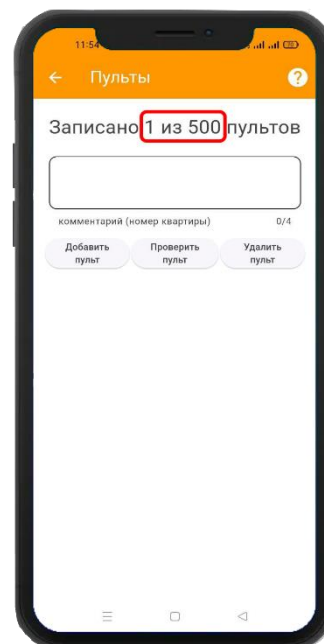 11:54
Пульты
?
Записано 1 из 500 пультов
комментарий (номер квартиры) 0/4
Добавить Проверить Удалить
пульт пульт пульт